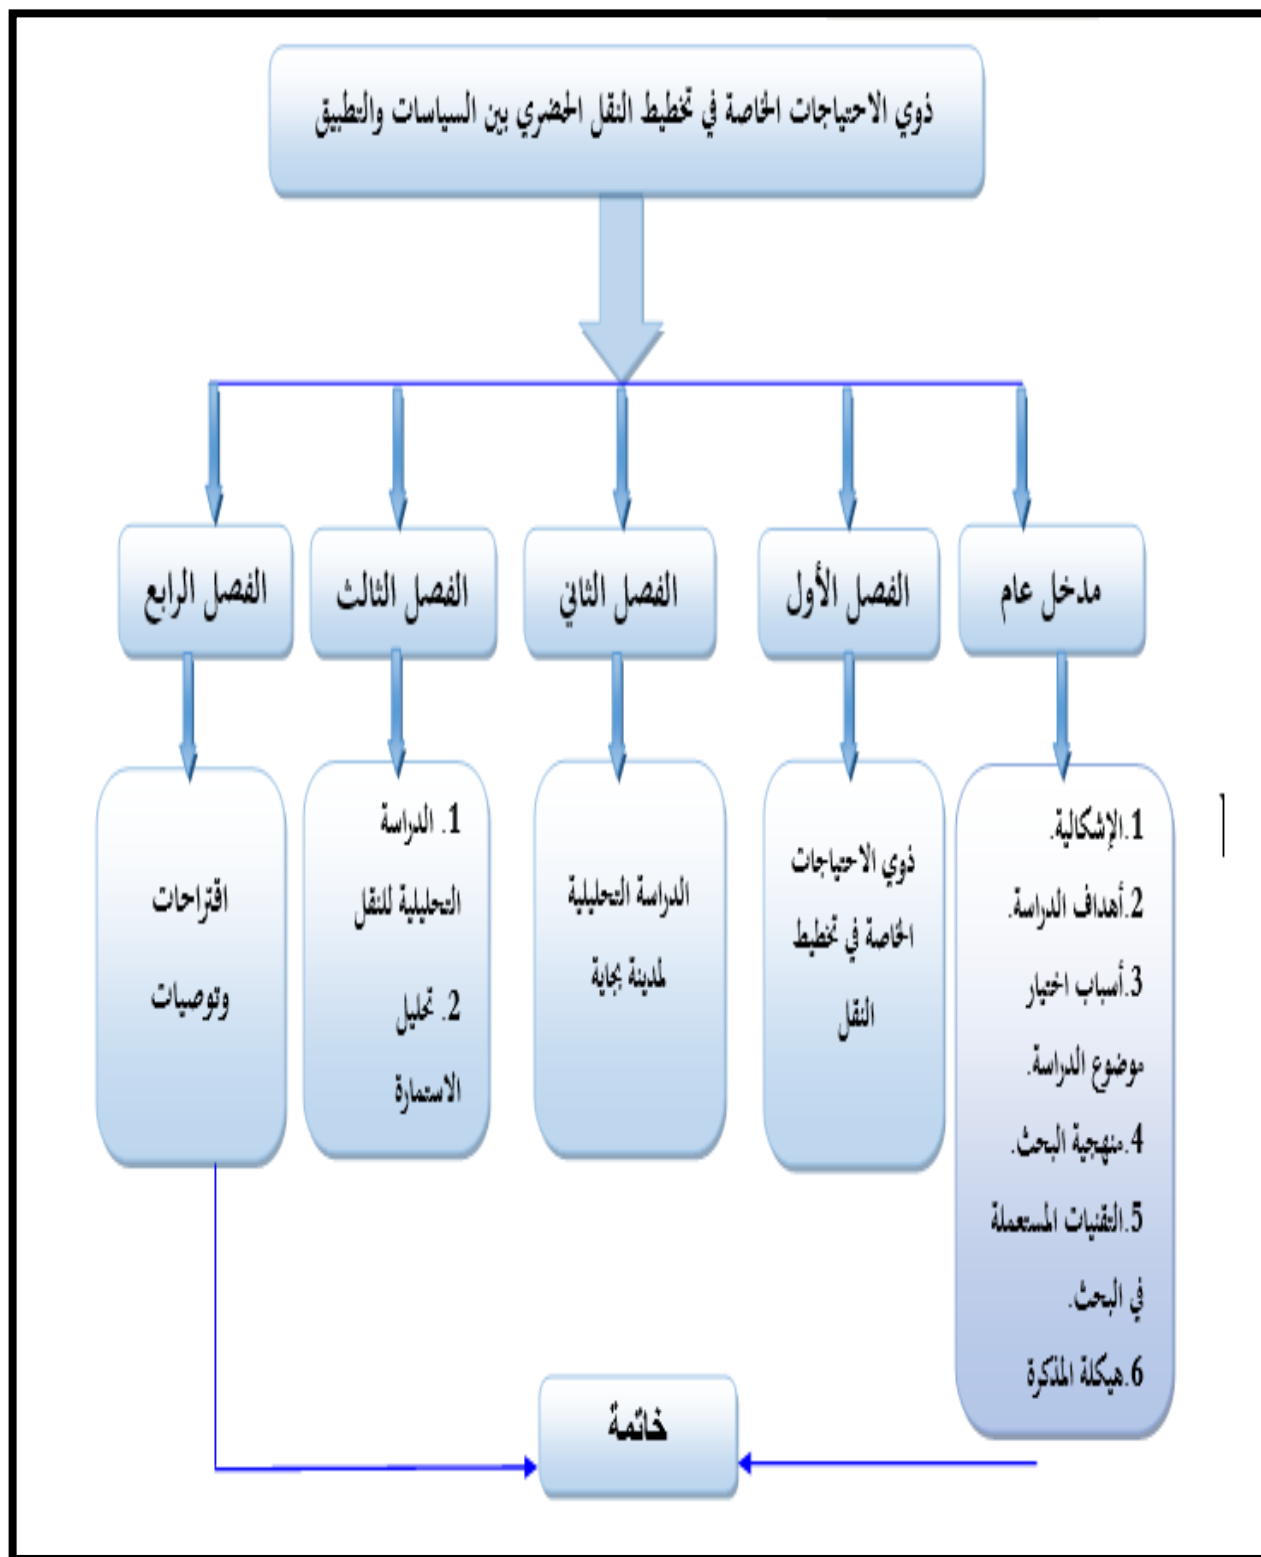 ذوي الاحتياجات الخاصة في تخطيط النقل الحضري بين السياسات والتطبيق
مدخل عام
الفصل الأول
الفصل الثاني
الفصل الثالث
الفصل الرابع
1.الإشكالية.
2.أهداف الدراسة.
3.أسباب اختيار
موضوع الدراسة.
4.منهجية البحث.
5.التقنيات المستعملة
في البحث.
6.هيكلة المذكرة
ذوي الاحتياجات
الخاصة في تخطيط
النقل
الدراسة التحليلية
لمدينة بجاية
1. الدراسة
التحليلية للنقل
2. تحليل
الاستمارة
اقتراحات
وتوصيات
خاتمة